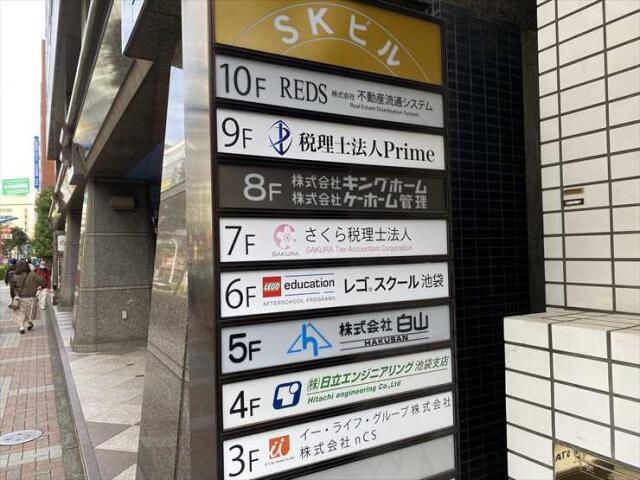 SKビル
10F REDS 株式会社 不動産流通システム
Real Estate Distribution System
9F 税理士法人Prime
8F 株式会社 キングホーム
株式会社 ケーホーム管理
7F さくら税理士法人
SAKURA SAKURA Tax Accountant Corporation
6F LEGO education レゴ®スクール 池袋
AFTERSCHOOL PROGRAMS
5F 株式会社 白山
HAKUSAN
4F ㈱日立エンジニアリング池袋支店
Hitachi engineering Co.,Ltd
3F イー・ライフ・グループ株式会社
株式会社 nCS